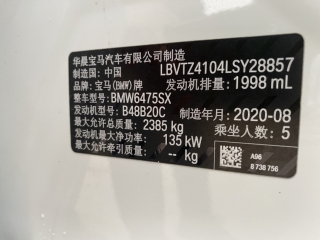 华晨宝马汽车有限公司制造
制造国: 中国 LBVTZ4104LSY28857
品牌: 宝马(BMW)牌 发动机排量: 1998 mL
整车型号: BMW6475SX
发动机型号: B48B20C 制造年月: 2020-08
最大允许总质量: 2385 kg 乘坐人数: 5
发动机最大净功率: 135 kW
最大允许牵引质量: - kg
A96
8 738 756